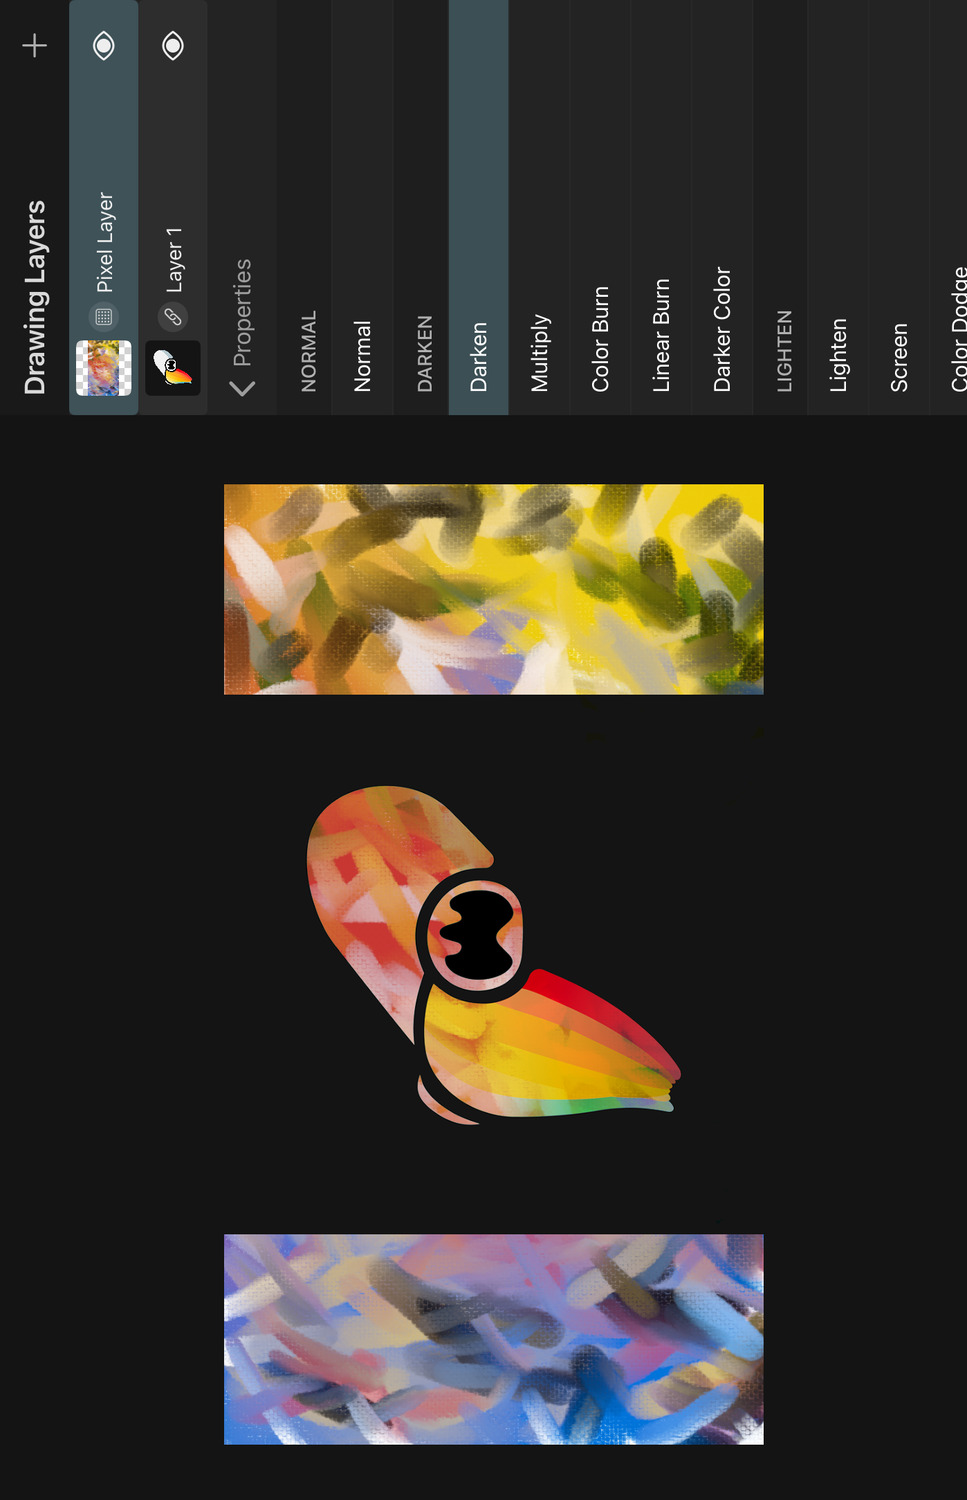 Drawing Layers
Pixel Layer
Layer 1
Properties
NORMAL
Normal
DARKEN
Darken
Multiply
Color Burn
Linear Burn
Darker Color
LIGHTEN
Lighten
Screen
Color Dodge